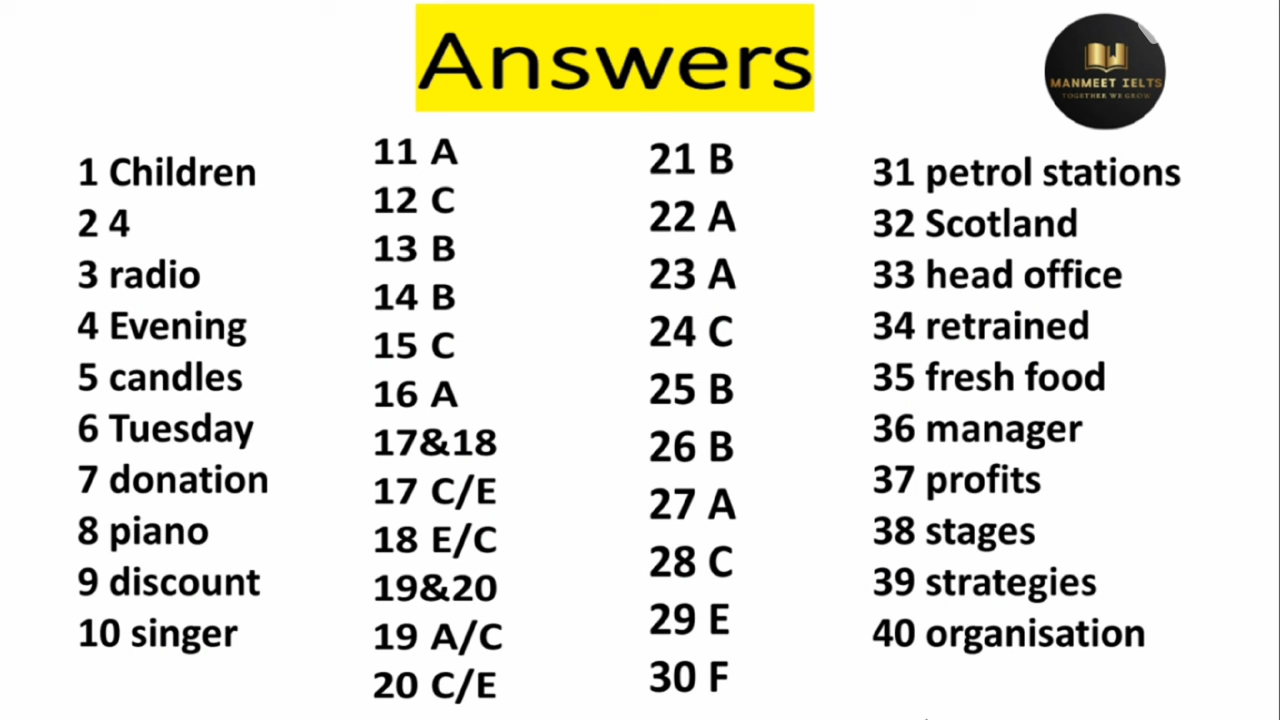 Answers
MANMEET IELTS
TOGETHER WE GROW
1 Children
2 4
3 radio
4 Evening
5 candles
6 Tuesday
7 donation
8 piano
9 discount
10 singer
11 A
12 C
13 B
14 B
15 C
16 A
17&18
17 C/E
18 E/C
19&20
19 A/C
20 C/E
21 B
22 A
23 A
24 C
25 B
26 B
27 A
28 C
29 E
30 F
31 petrol stations
32 Scotland
33 head office
34 retrained
35 fresh food
36 manager
37 profits
38 stages
39 strategies
40 organisation